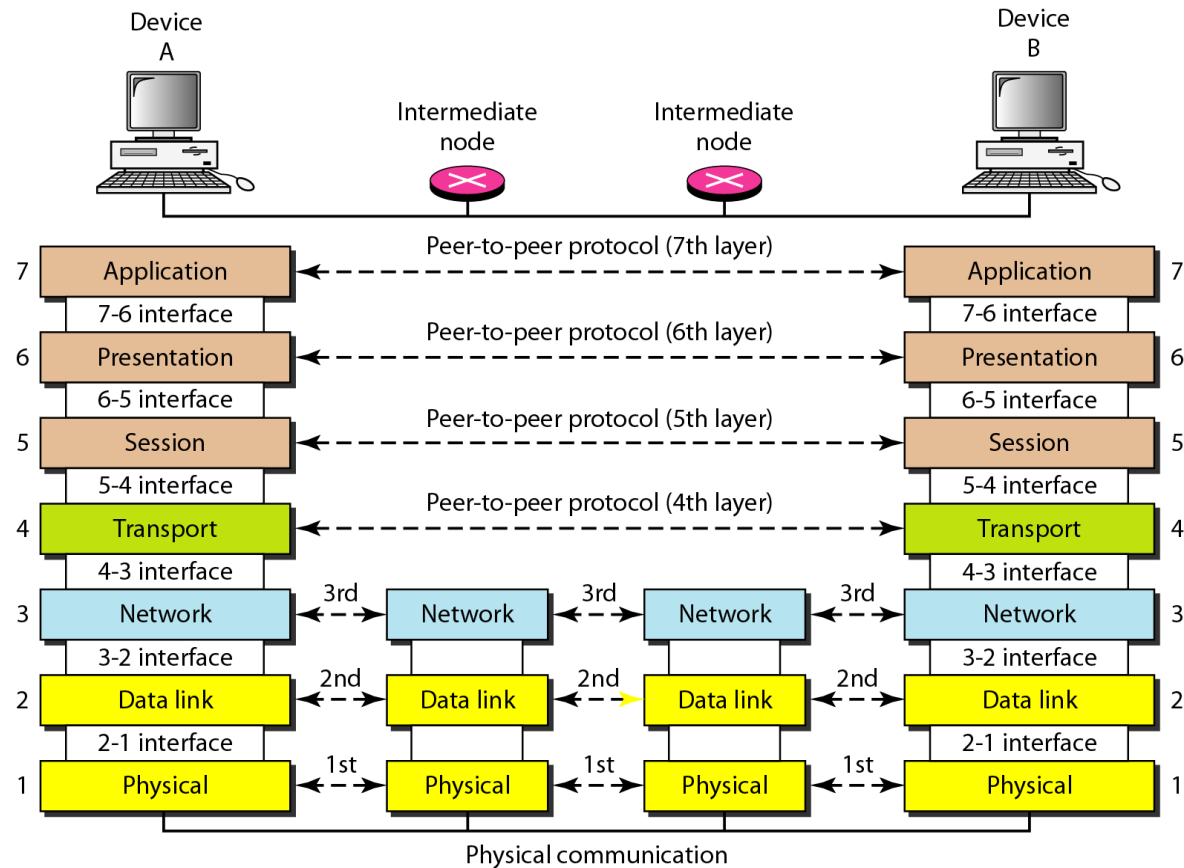 Device
A
Device
B
Intermediate
node
Intermediate
node
Peer-to-peer protocol (7th layer)
7 Application Application 7
7-6 interface 7-6 interface
Peer-to-peer protocol (6th layer)
6 Presentation Presentation 6
6-5 interface 6-5 interface
Peer-to-peer protocol (5th layer)
5 Session Session 5
5-4 interface 5-4 interface
Peer-to-peer protocol (4th layer)
4 Transport Transport 4
4-3 interface 4-3 interface
3rd 3rd 3rd
3 Network Network Network Network 3
3-2 interface 3-2 interface
2nd 2nd 2nd
2 Data link Data link Data link Data link 2
2-1 interface 2-1 interface
1st 1st 1st
1 Physical Physical Physical Physical 1
Physical communication